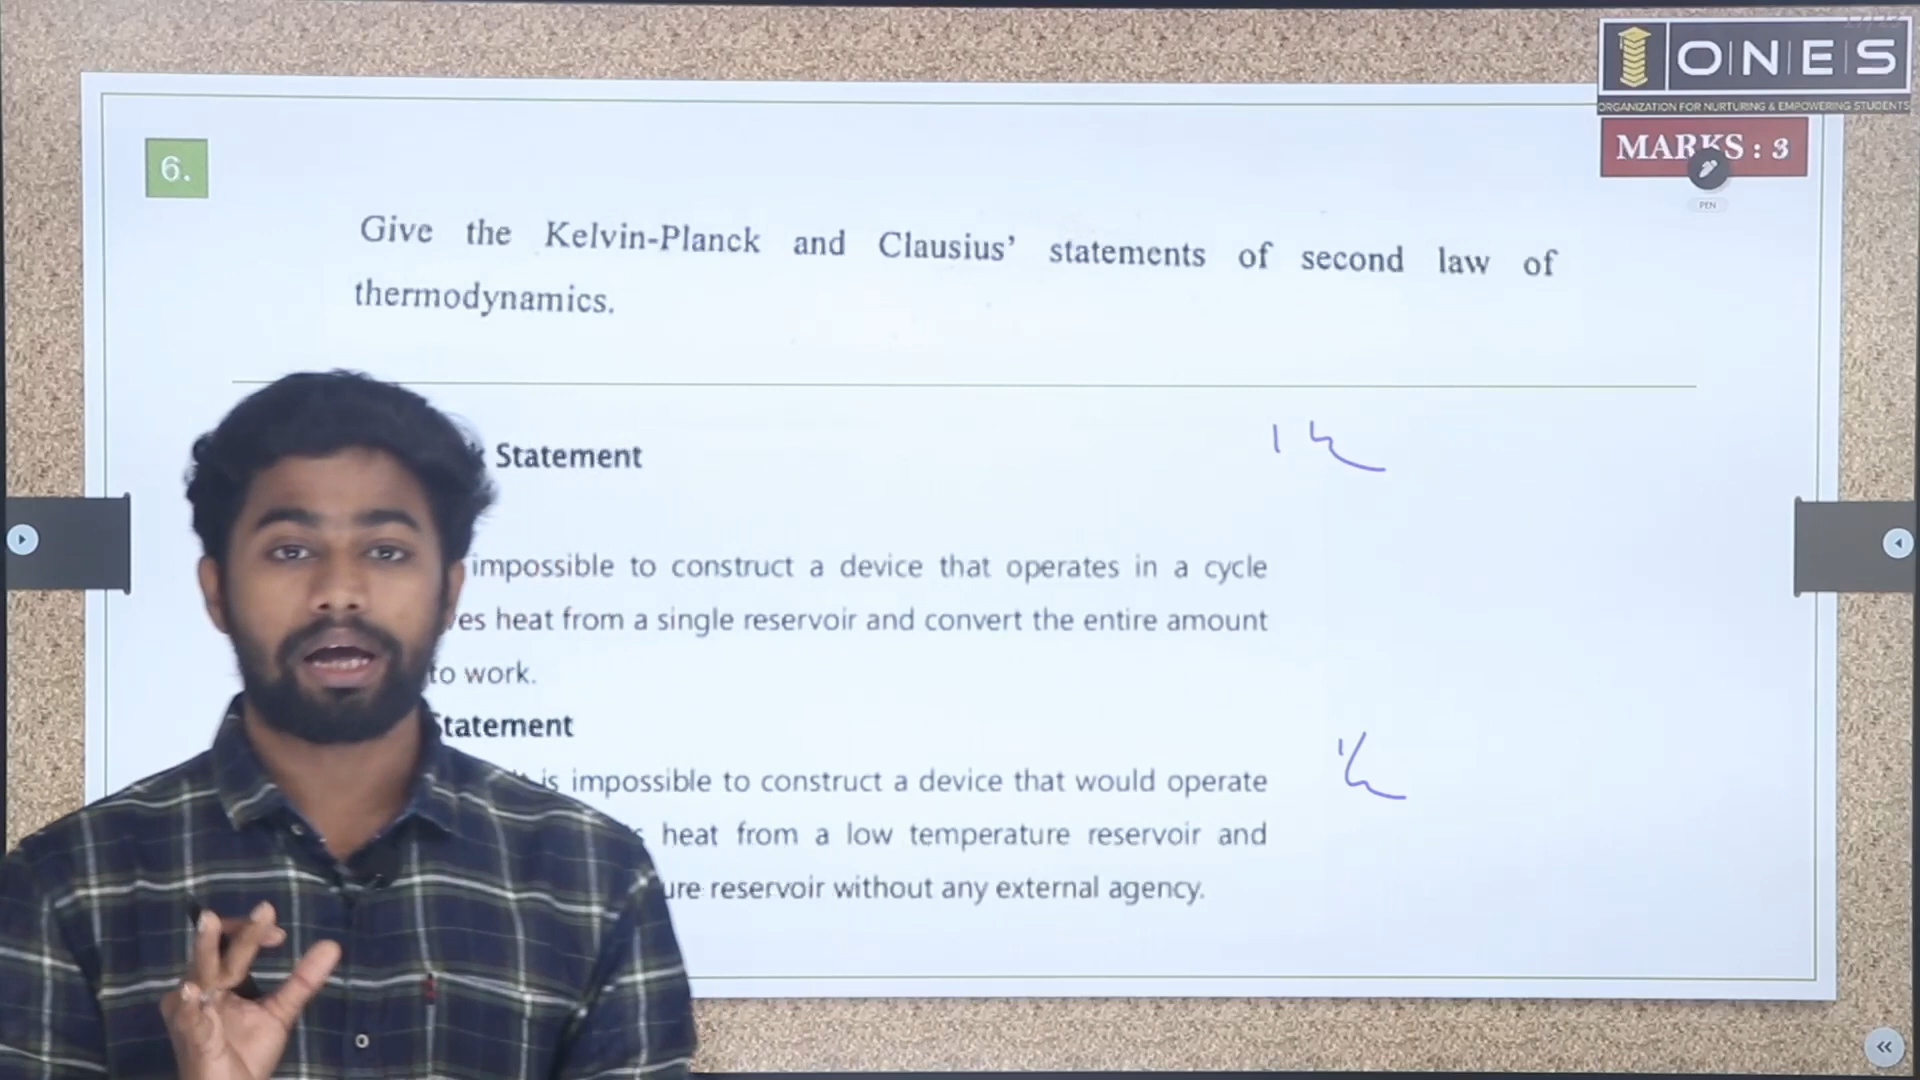 ONES
ORGANIZATION FOR NURTURING & EMPOWERING STUDENTS
MARKS : 3
PEN
6.
Give the Kelvin-Planck and Clausius’ statements of second law of
thermodynamics.
Statement
impossible to construct a device that operates in a cycle
heat from a single reservoir and convert the entire amount
to work.
Statement
is impossible to construct a device that would operate
heat from a low temperature reservoir and
reservoir without any external agency.